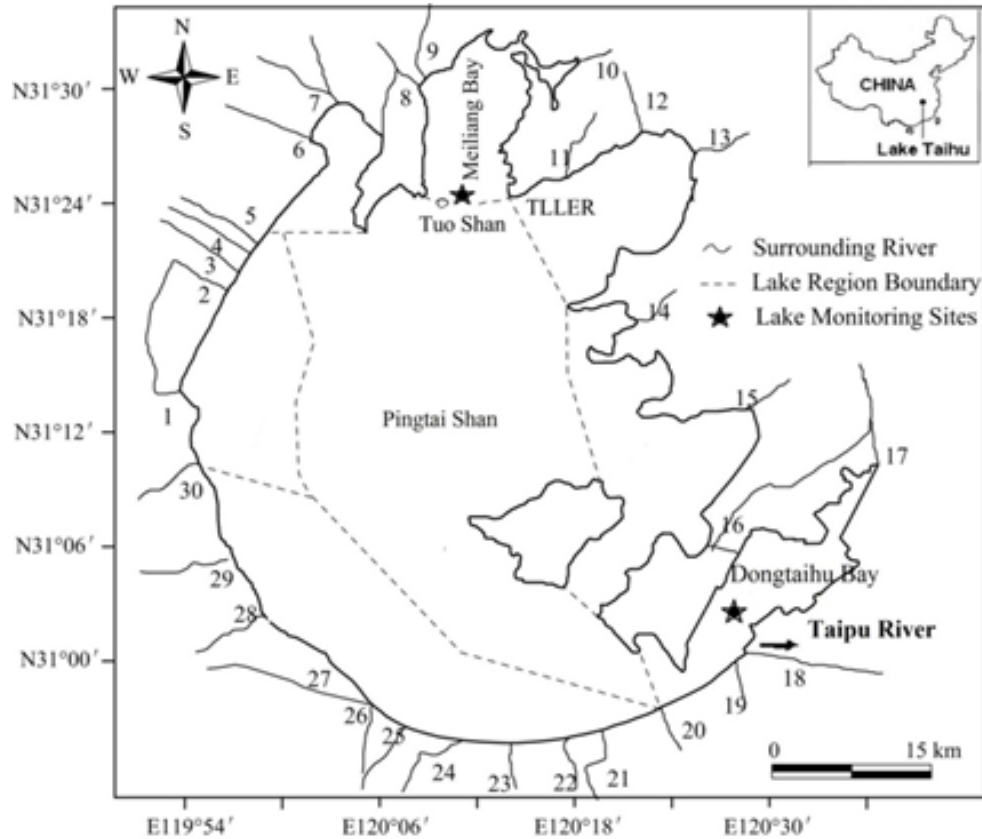 N
W E
S
CHINA
Lake Taihu
N31°30′
N31°24′
N31°18′
N31°12′
N31°06′
N31°00′
9
8
7
6
10
12
13
11
Meiliang Bay
TLLER
Tuo Shan
5
4
3
2
1
14
Surrounding River
Lake Region Boundary
Lake Monitoring Sites
Pingtai Shan
15
17
16
30
29
28
27
26
25
24
23
22
21
20
19
18
Dongtaihu Bay
Taipu River
0 15 km
E119°54′ E120°06′ E120°18′ E120°30′